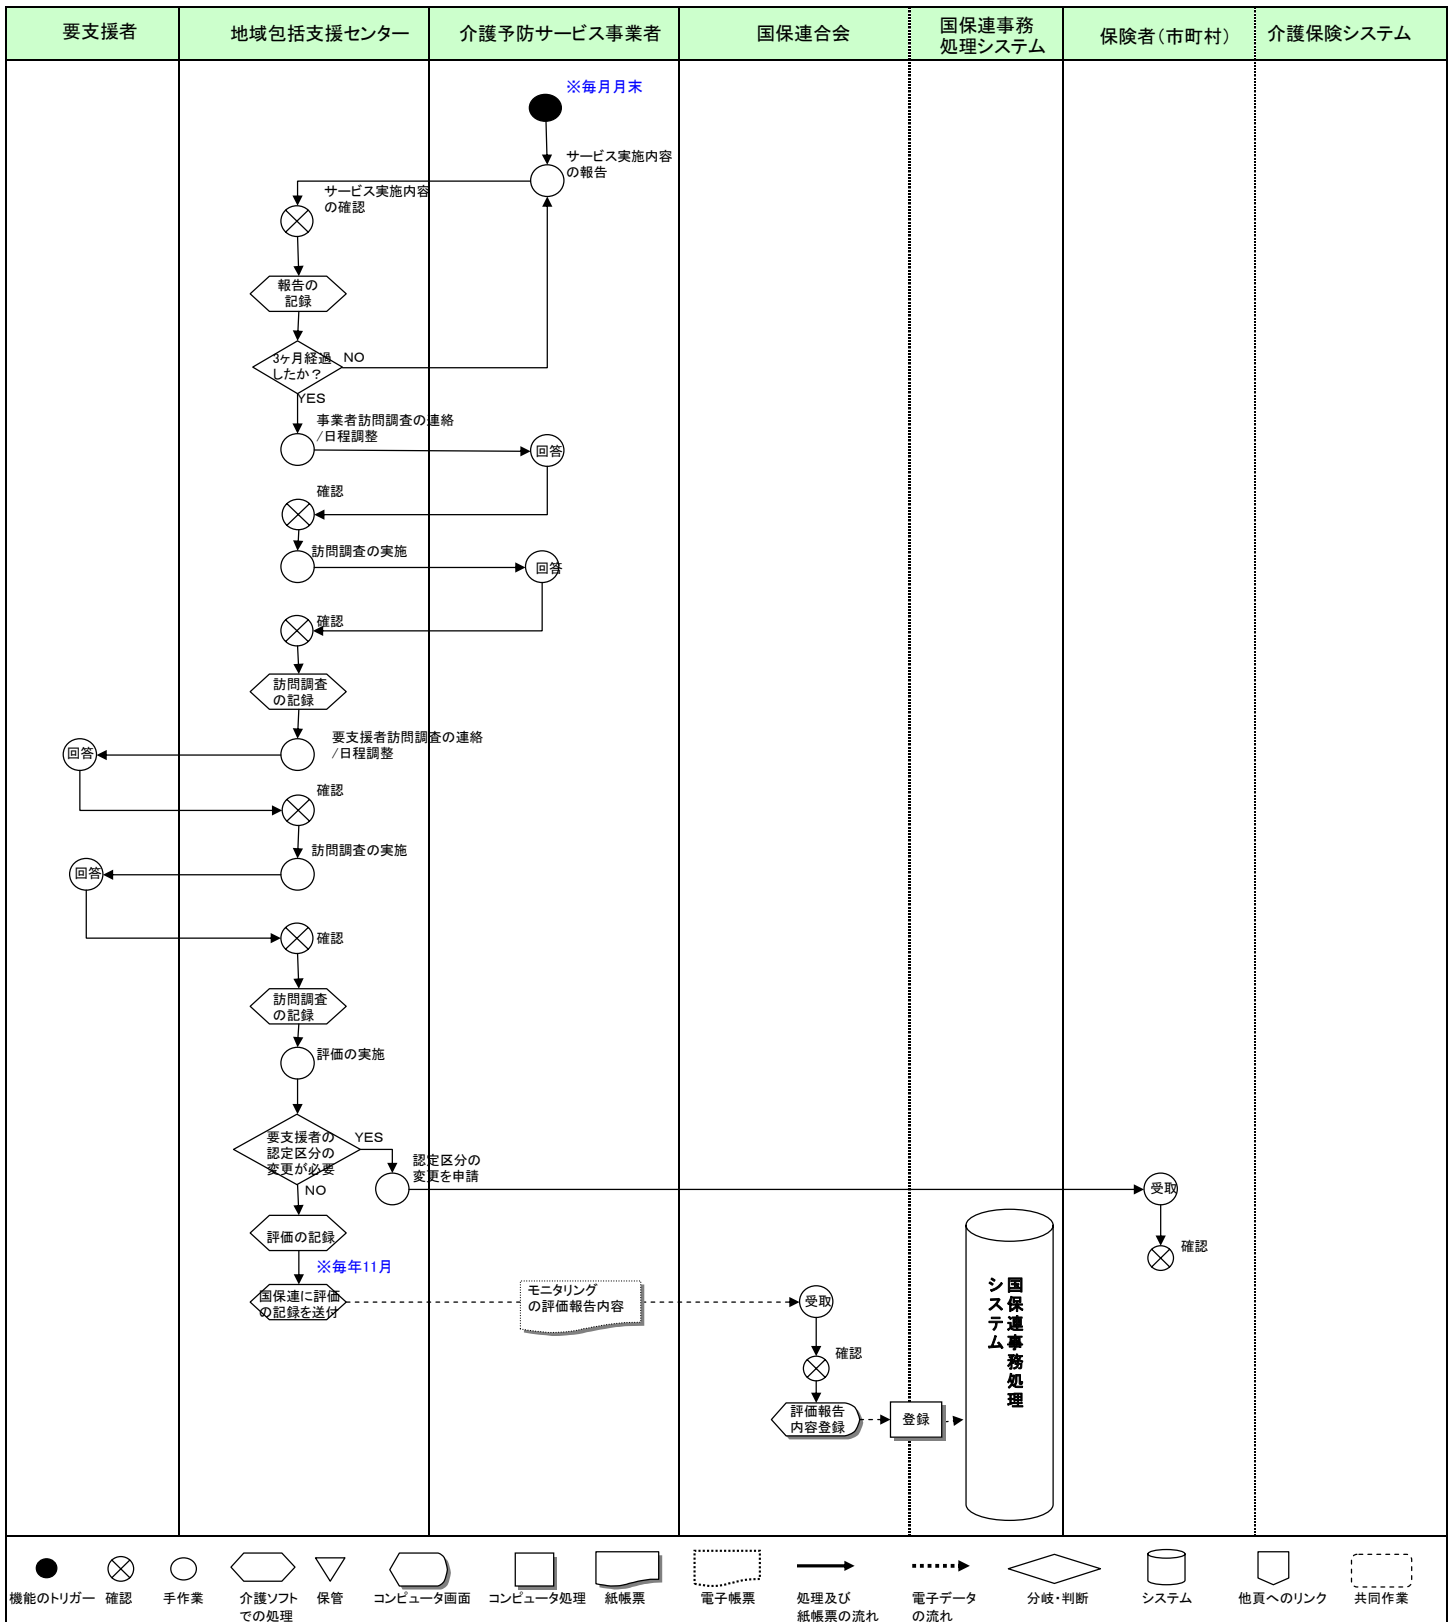 要支援者
地域包括支援センター
介護予防サービス事業者
国保連合会
国保連事務
処理システム
保険者(市町村)
介護保険システム
※毎月月末
サービス実施内容
の報告
サービス実施内容
の確認
報告の
記録
3ヶ月経過
したか?
NO
YES
事業者訪問調査の連絡
/日程調整
回答
確認
訪問調査の実施
回答
確認
訪問調査
の記録
要支援者訪問調査の連絡
/日程調整
回答
確認
訪問調査の実施
回答
確認
訪問調査
の記録
評価の実施
要支援者の
認定区分の
変更が必要
YES
NO
認定区分の
変更を申請
受取
確認
評価の記録
※毎年11月
国保連に評価
の記録を送付
モニタリング
の評価報告内容
受取
確認
評価報告
内容登録
登録
国保連事務処理
システム
機能のトリガー
確認
手作業
介護ソフト
での処理
保管
コンピュータ画面
コンピュータ処理
紙帳票
電子帳票
処理及び
紙帳票の流れ
電子データ
の流れ
分岐・判断
システム
他頁へのリンク
共同作業